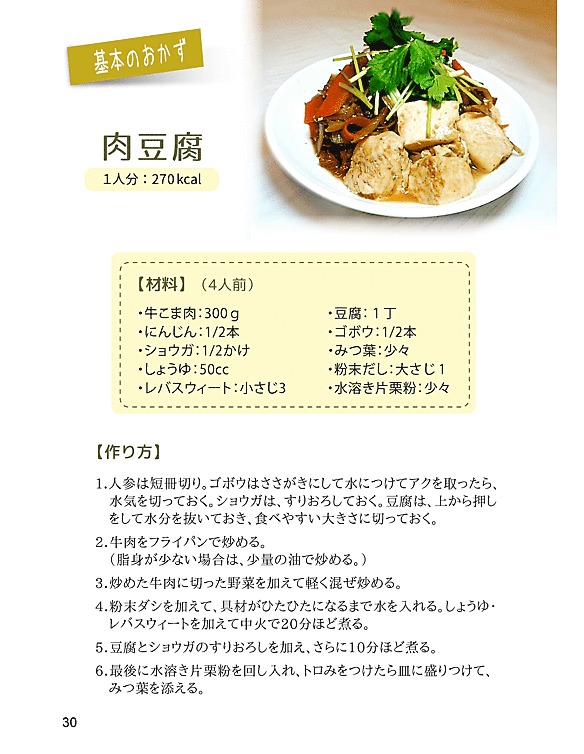 基本のおかず
肉豆腐
1人分：270kcal
【材料】（4人前）
・牛こま肉：300g
・にんじん：1/2本
・ショウガ：1/2かけ
・しょうゆ：50cc
・レバスウィート：小さじ3
・豆腐：1丁
・ゴボウ：1/2本
・みつ葉：少々
・粉末だし：大さじ1
・水溶き片栗粉：少々
【作り方】
1.人参は短冊切り。ゴボウはささがきにして水につけてアクを取ったら、
水気を切っておく。ショウガは、すりおろしておく。豆腐は、上から押し
をして水分を抜いておき、食べやすい大きさに切っておく。
2.牛肉をフライパンで炒める。
（脂身が少ない場合は、少量の油で炒める。）
3.炒めた牛肉に切った野菜を加えて軽く混ぜ炒める。
4.粉末ダシを加えて、具材がひたひたになるまで水を入れる。しょうゆ・
レバスウィートを加えて中火で20分ほど煮る。
5.豆腐とショウガのすりおろしを加え、さらに10分ほど煮る。
6.最後に水溶き片栗粉を回し入れ、トロみをつけたら皿に盛りつけて、
みつ葉を添える。
30